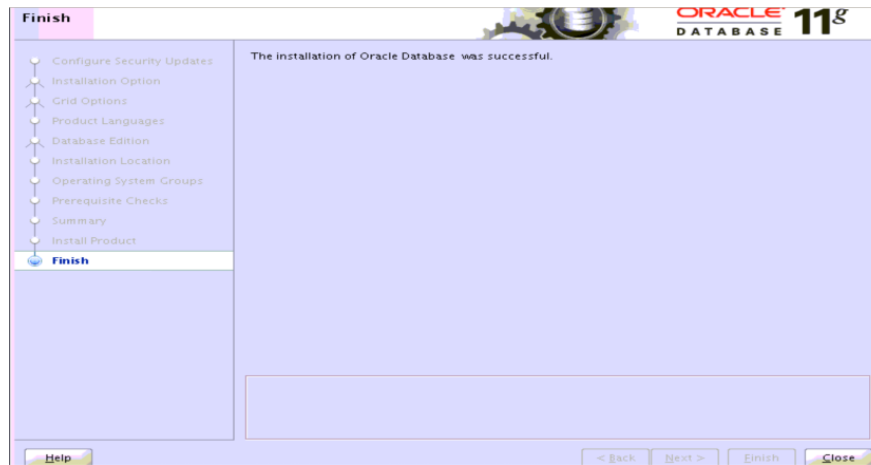 Finish
ORACLE
DATABASE
11g
Configure Security Updates
Installation Option
Grid Options
Product Languages
Database Edition
Installation Location
Operating System Groups
Prerequisite Checks
Summary
Install Product
Finish
The installation of Oracle Database was successful.
Help
< Back
Next >
Finish
Close